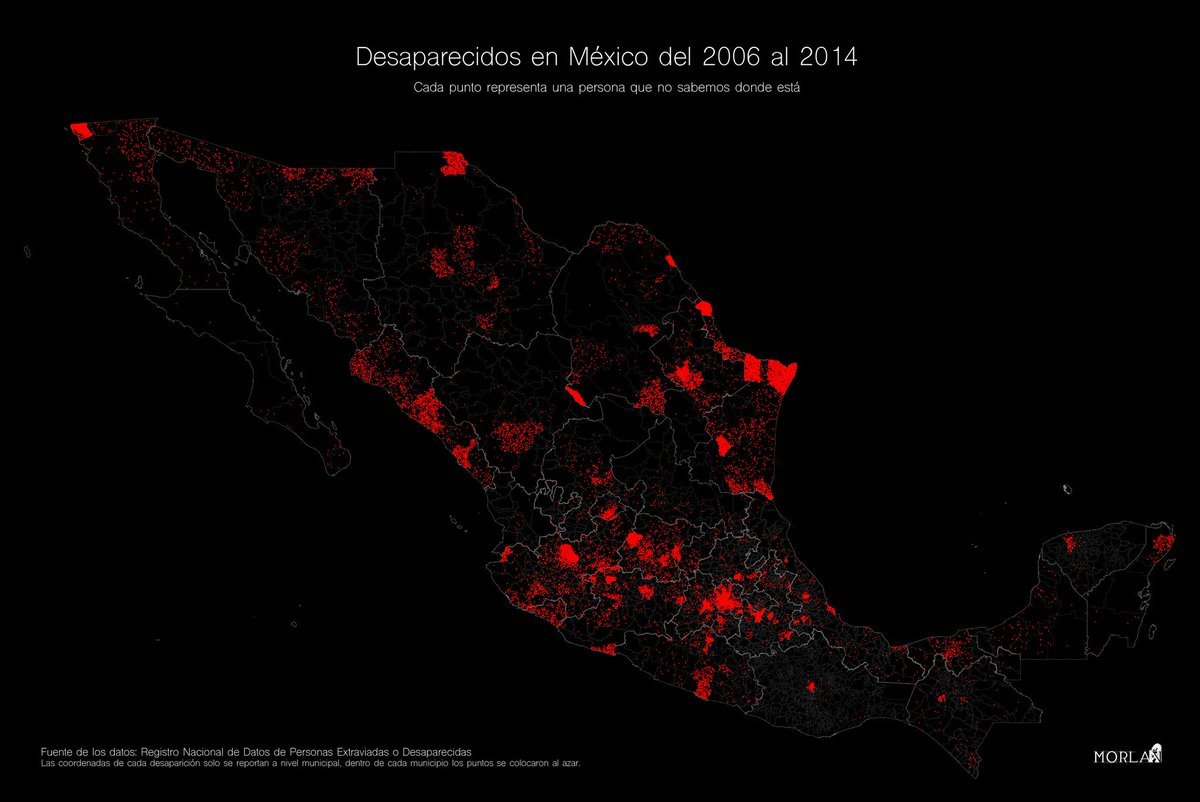 Desaparecidos en México del 2006 al 2014
Cada punto representa una persona que no sabemos donde está
Fuente de los datos: Registro Nacional de Datos de Personas Extraviadas o Desaparecidas
Las coordenadas de cada desaparición solo se reportan a nivel municipal, dentro de cada municipio los puntos se colocaron al azar.
MORLAN